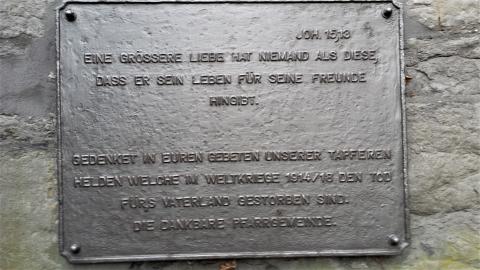 JOH. 15,13
EINE GRÖSSERE LIEBE HAT NIEMAND ALS DIESE,
DASS ER SEIN LEBEN FÜR SEINE FREUNDE
HINGIBT.
GEDENKET IN EUREN GEBETEN UNSERER TAPFEREN
HELDEN WELCHE IM WELTKRIEGE 1914/18 DEN TOD
FÜRS VATERLAND GESTORBEN SIND.
DIE DANKBARE PFARRGEMEINDE.